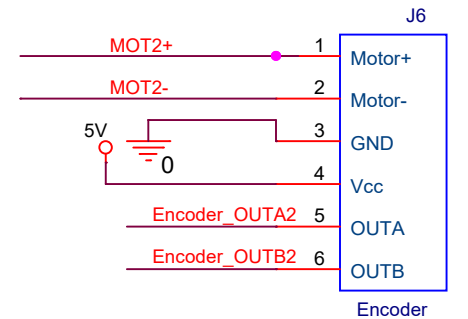 J6
MOT2+ 1 Motor+
MOT2- 2 Motor-
5V 3 GND
0
4 Vcc
Encoder_OUTA2 5 OUTA
Encoder_OUTB2 6 OUTB
Encoder